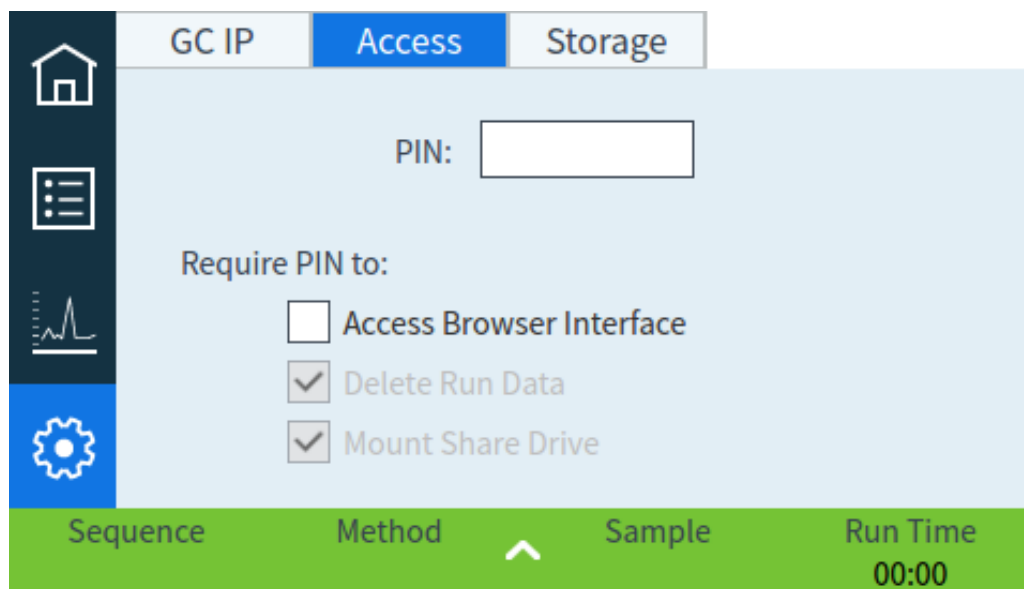 GC IP Access Storage
PIN:
Require PIN to:
Access Browser Interface
Delete Run Data
Mount Share Drive
Sequence Method Sample Run Time
00:00